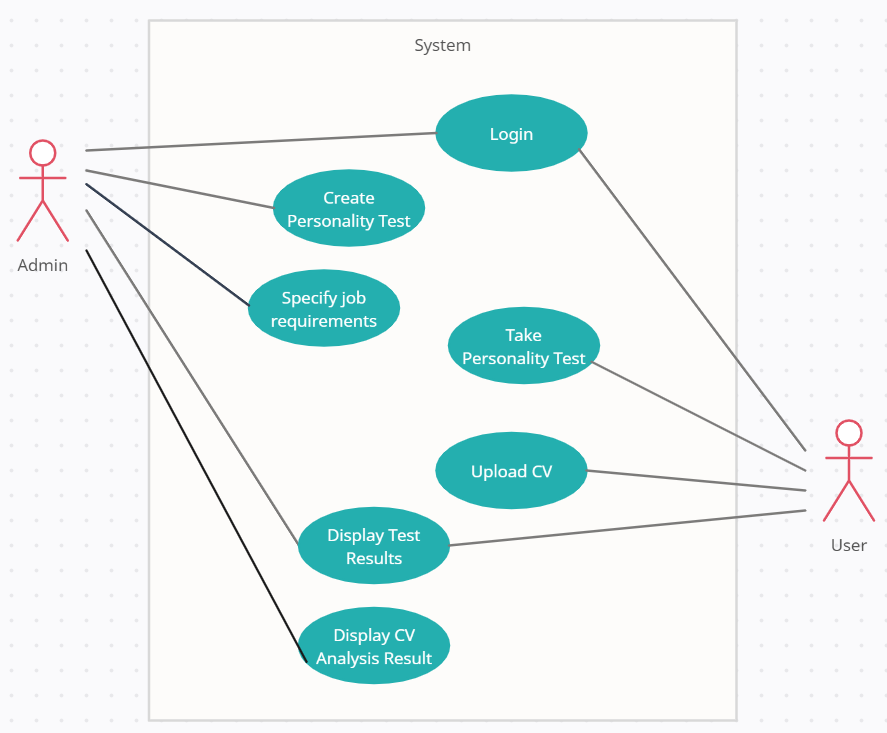 System
Login
Create
Personality Test
Admin
Specify job
requirements
Take
Personality Test
Upload CV
Display Test
Results
User
Display CV
Analysis Result